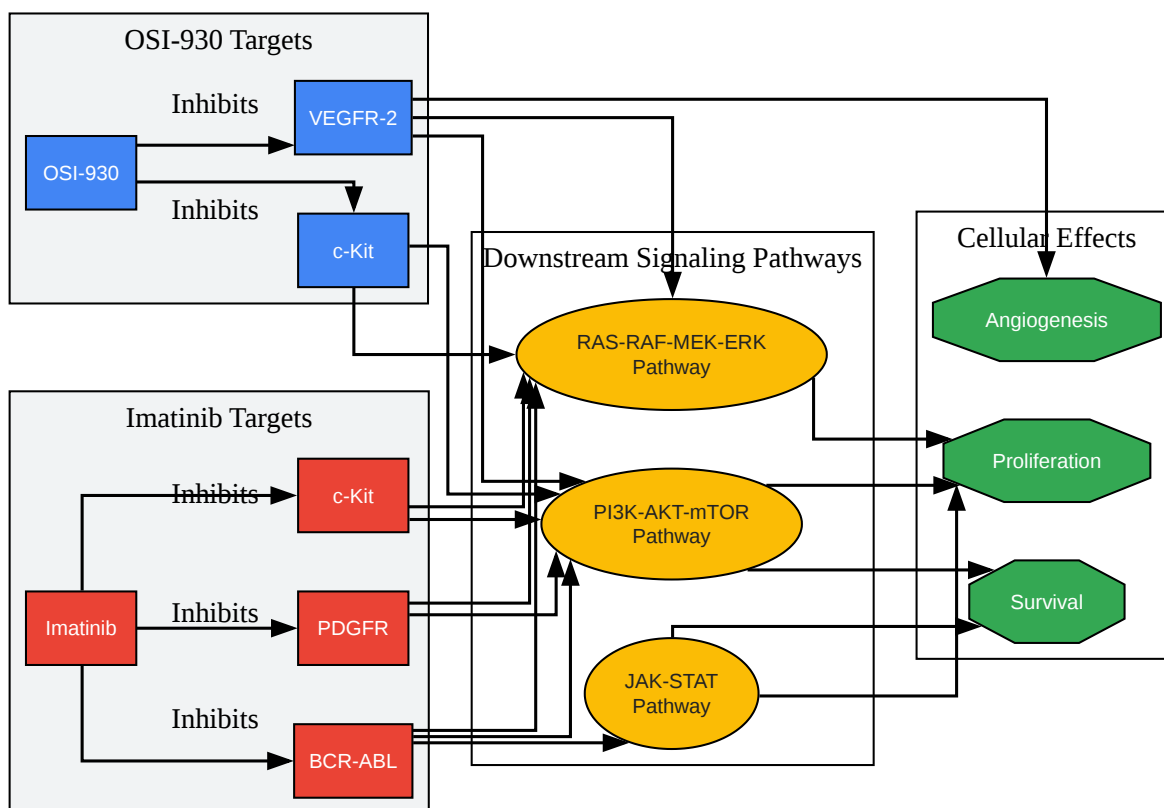 OSI-930 Targets
Inhibits
VEGFR-2
OSI-930
Inhibits
c-Kit
Downstream Signaling Pathways
Cellular Effects
Angiogenesis
RAS-RAF-MEK-ERK
Pathway
Imatinib Targets
Inhibits
c-Kit
Proliferation
PI3K-AKT-mTOR
Pathway
Imatinib
Inhibits
PDGFR
Survival
JAK-STAT
Pathway
Inhibits
BCR-ABL